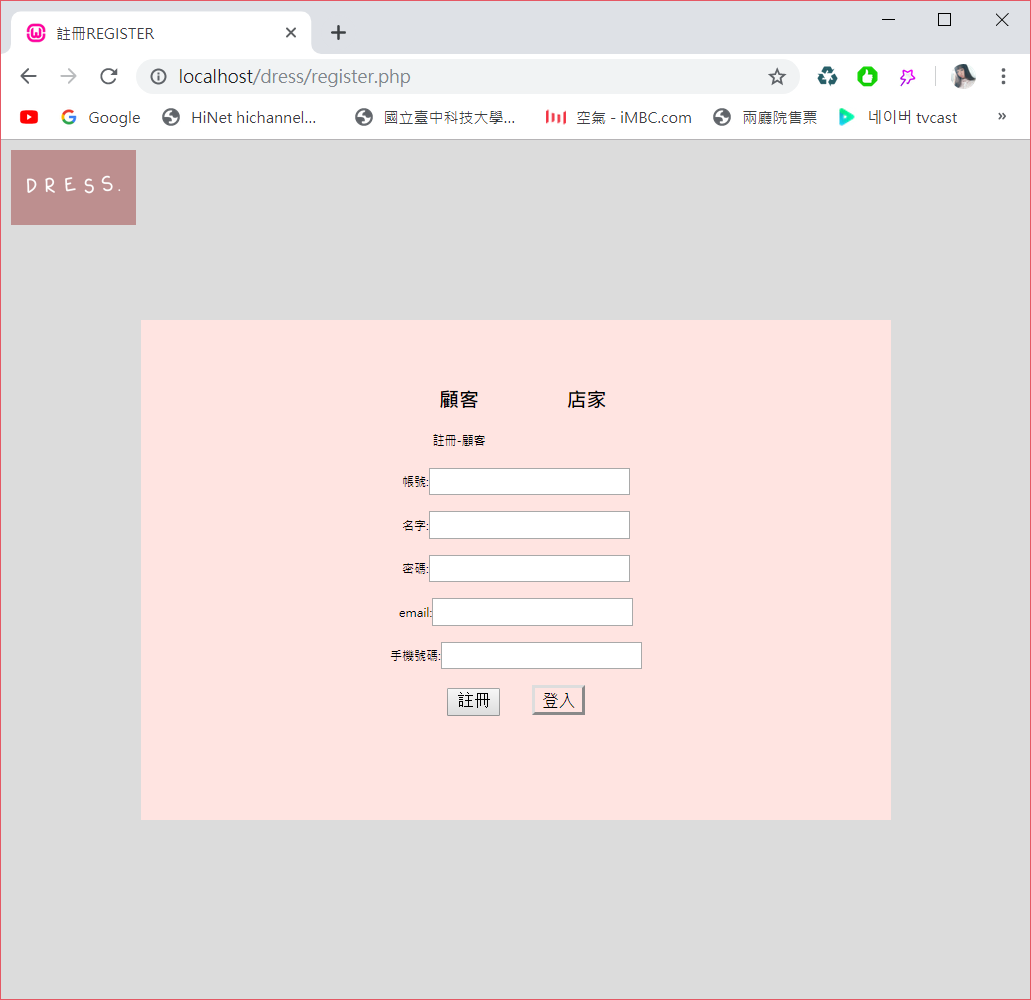 註冊REGISTER
localhost/dress/register.php
Google HiNet hichannel... 國立臺中科技大學... 空氣 - iMBC.com 兩廳院售票 네이버 tvcast »
DRESS.
顧客 店家
註冊-顧客
帳號:
名字:
密碼:
email:
手機號碼:
註冊 登入